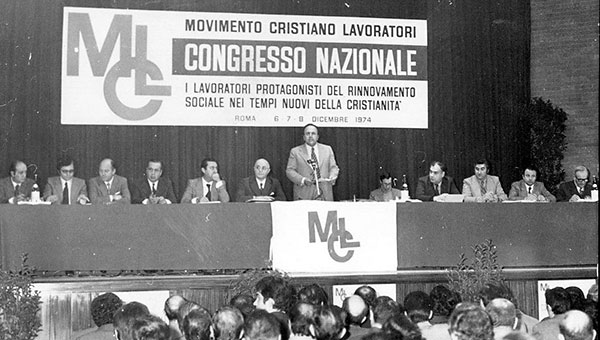 MCL
MOVIMENTO CRISTIANO LAVORATORI
CONGRESSO NAZIONALE
I LAVORATORI PROTAGONISTI DEL RINNOVAMENTO
SOCIALE NEI TEMPI NUOVI DELLA CRISTIANITA'
ROMA 6-7-8 DICEMBRE 1974
MCL